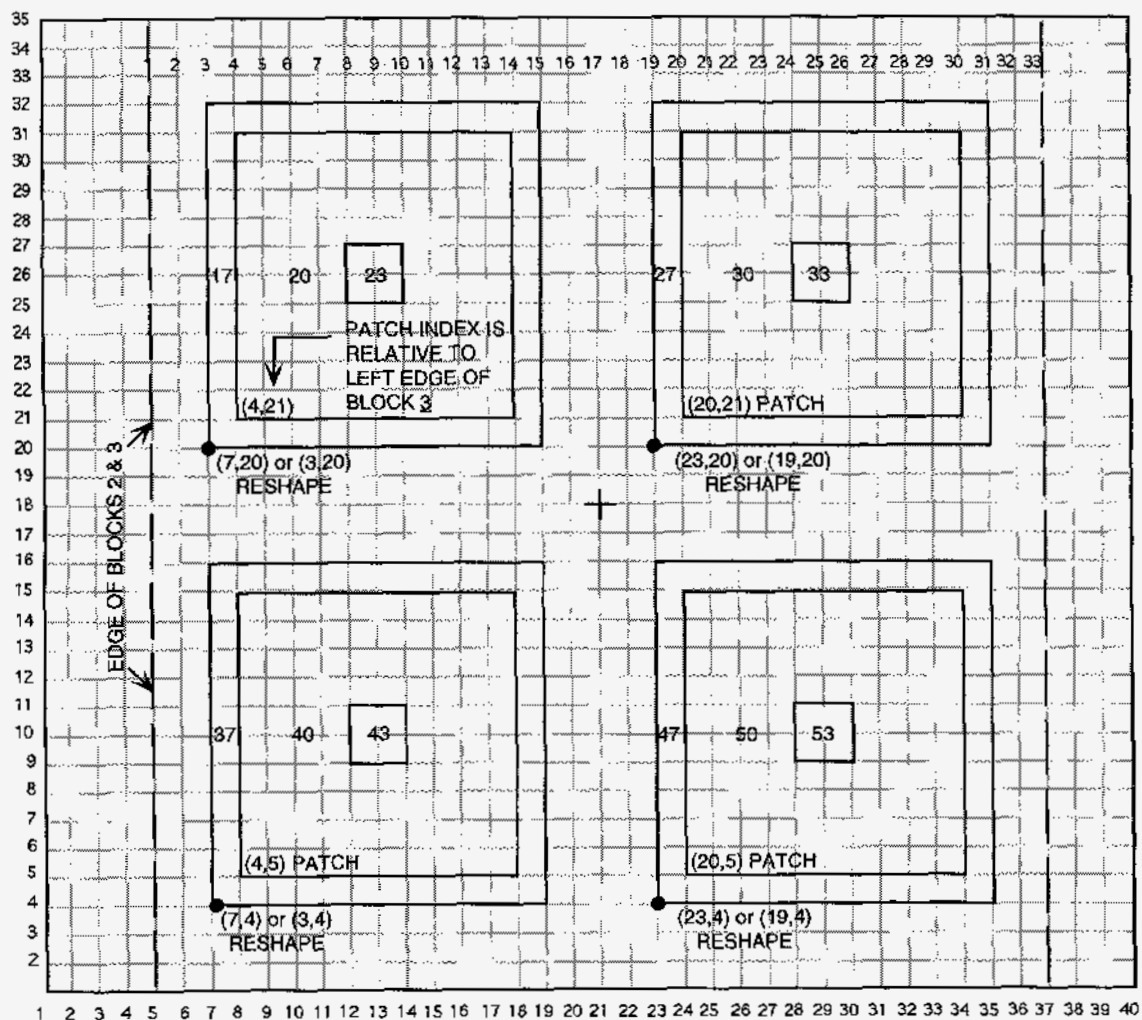 35
34
1 2 3 4 5 6 7 8 9 10 11 12 13 14 15 16 17 18 19 20 21 22 23 24 25 26 27 28 29 30 31 32 33
33
32
31
30
29
28
27
26
25
24
23
22
21
20
19
18
17
16
15
14
13
12
11
10
9
8
7
6
5
4
3
2
17 20 23
27 30 33
PATCH INDEX IS
RELATIVE TO
LEFT EDGE OF
BLOCK 3
(4,21)
(20,21) PATCH
(7,20) or (3,20)
RESHAPE
(23,20) or (19,20)
RESHAPE
EDGE OF BLOCKS 2 & 3
37 40 43
47 50 53
(4,5) PATCH
(20,5) PATCH
(7,4) or (3,4)
RESHAPE
(23,4) or (19,4)
RESHAPE
1 2 3 4 5 6 7 8 9 10 11 12 13 14 15 16 17 18 19 20 21 22 23 24 25 26 27 28 29 30 31 32 33 34 35 36 37 38 39 40